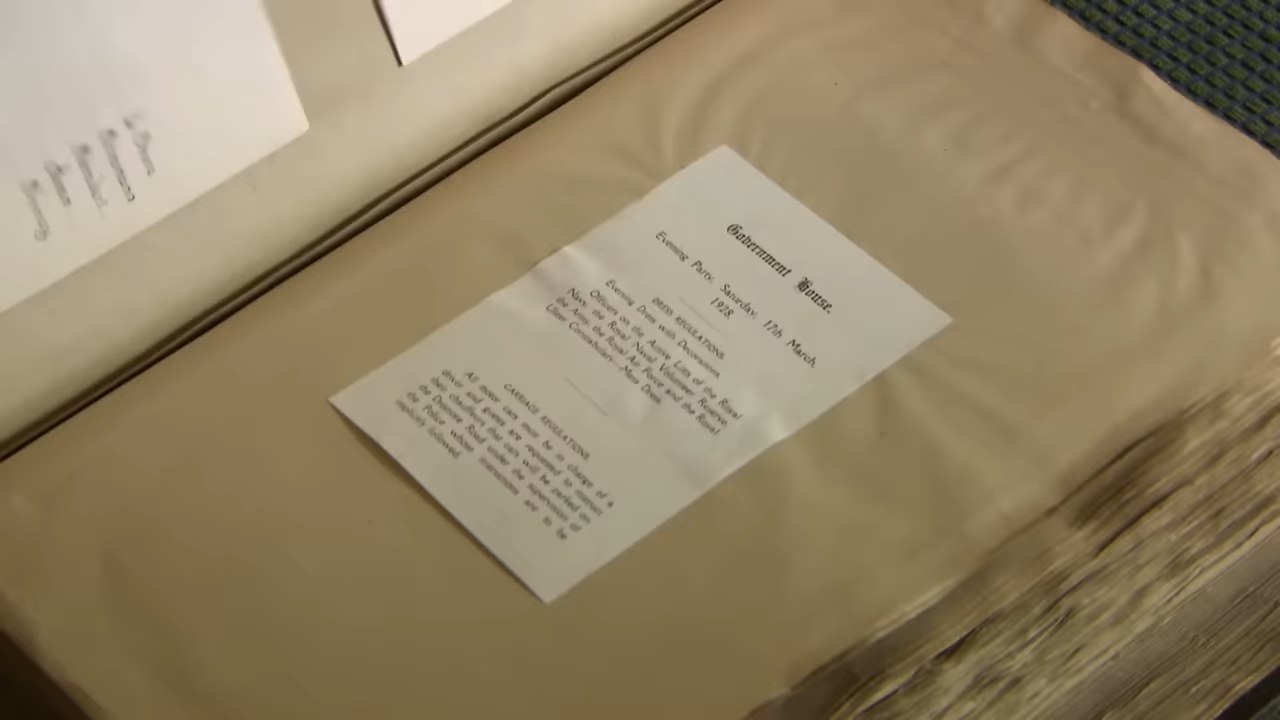 Government House.
Evening Party, Saturday, 17th March,
1928.
DRESS REGULATIONS.
Evening Dress with Decorations.
Officers on the Active Lists of the Royal
Navy, the Royal Naval Volunteer Reserve,
the Army, the Royal Air Force and the Royal
Ulster Constabulary—Mess Dress.
CARRIAGE REGULATIONS.
All motor cars must be in charge of a
driver and guests are requested to instruct
their chauffeurs that cars will be parked on
the Dromore Road under the supervision of
the Police whose instructions are to be
implicitly followed.